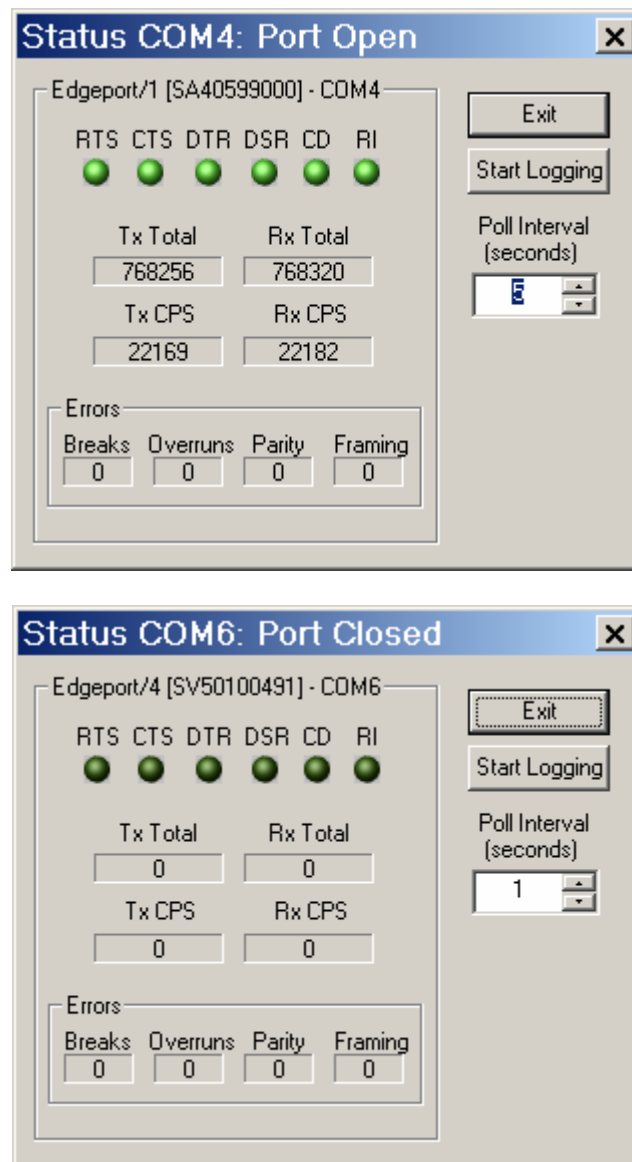 Status COM4: Port Open
Edgeport/1 [SA40599000] - COM4
RTS CTS DTR DSR CD RI
Exit
Start Logging
Poll Interval
(seconds)
5
Tx Total Rx Total
768256 768320
Tx CPS Rx CPS
22169 22182
Errors
Breaks Overruns Parity Framing
0 0 0 0
Status COM6: Port Closed
Edgeport/4 [SV50100491] - COM6
RTS CTS DTR DSR CD RI
Exit
Start Logging
Poll Interval
(seconds)
1
Tx Total Rx Total
0 0
Tx CPS Rx CPS
0 0
Errors
Breaks Overruns Parity Framing
0 0 0 0